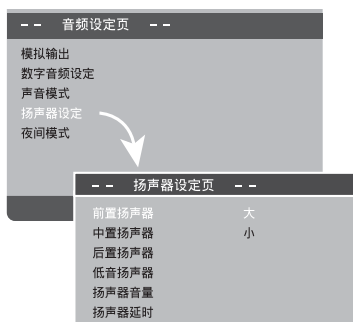 -- 音频设定页 --
模拟输出
数字音频设定
声音模式
扬声器设定
夜间模式
-- 扬声器设定页 --
前置扬声器 大
中置扬声器 小
后置扬声器
低音扬声器
扬声器音量
扬声器延时